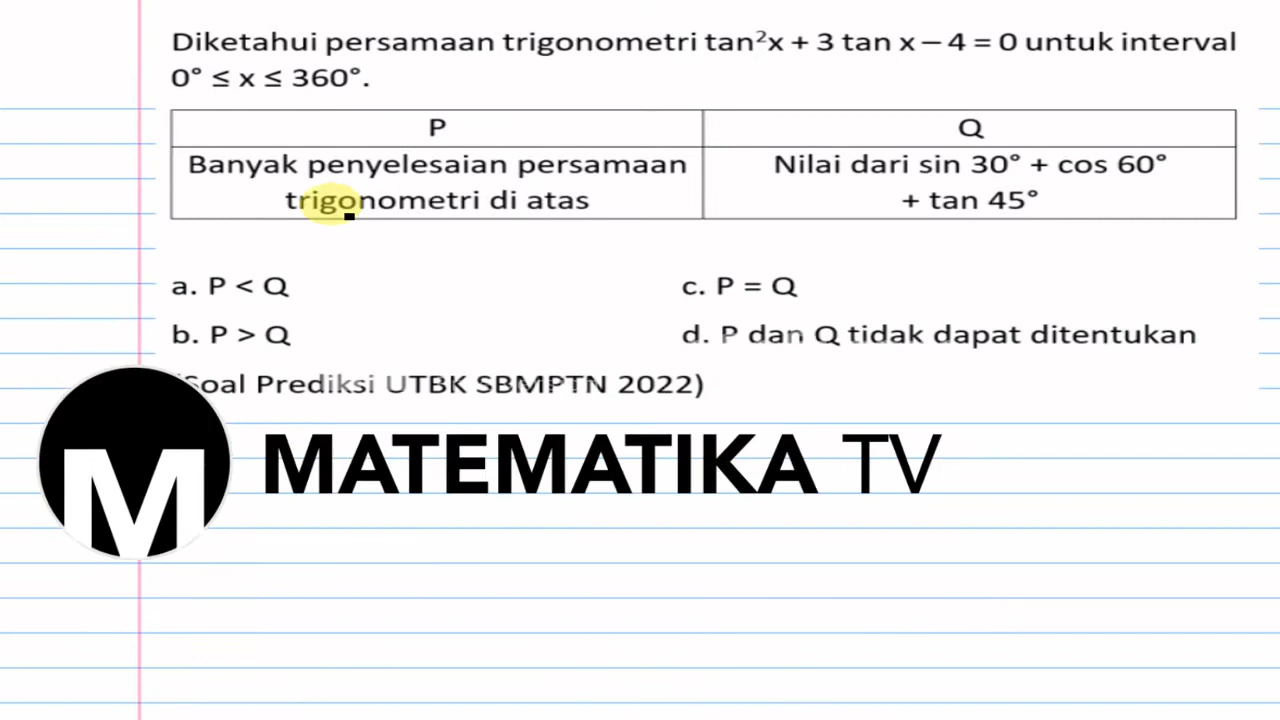 Diketahui persamaan trigonometri tan²x + 3 tan x – 4 = 0 untuk interval
0° ≤ x ≤ 360°.
P
Q
Banyak penyelesaian persamaan
trigonometri di atas
Nilai dari sin 30° + cos 60°
+ tan 45°
a. P < Q
c. P = Q
b. P > Q
d. P dan Q tidak dapat ditentukan
(Soal Prediksi UTBK SBMPTN 2022)
M
MATEMATIKA TV